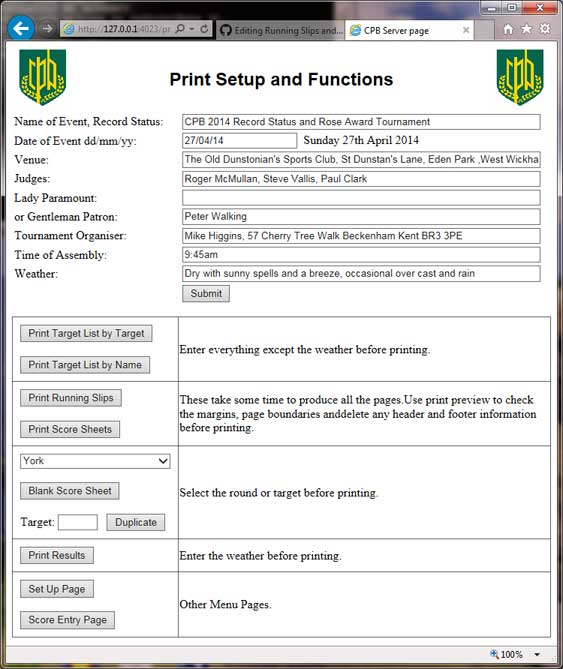 http://127.0.0.1:4023/pr
Editing Running Slips and...
CPB Server page
cpb
cpb
Print Setup and Functions
Name of Event, Record Status: CPB 2014 Record Status and Rose Award Tournament
Date of Event dd/mm/yy: 27/04/14 Sunday 27th April 2014
Venue: The Old Dunstonian's Sports Club, St Dunstan's Lane, Eden Park ,West Wickha
Judges: Roger McMullan, Steve Vallis, Paul Clark
Lady Paramount:
or Gentleman Patron: Peter Walking
Tournament Organiser: Mike Higgins, 57 Cherry Tree Walk Beckenham Kent BR3 3PE
Time of Assembly: 9:45am
Weather: Dry with sunny spells and a breeze, occasional over cast and rain
Submit
Print Target List by Target
Print Target List by Name
Enter everything except the weather before printing.
Print Running Slips
Print Score Sheets
These take some time to produce all the pages.Use print preview to check
the margins, page boundaries anddelete any header and footer information
before printing.
York
Blank Score Sheet
Target: Duplicate
Select the round or target before printing.
Print Results
Enter the weather before printing.
Set Up Page
Score Entry Page
Other Menu Pages.
100%